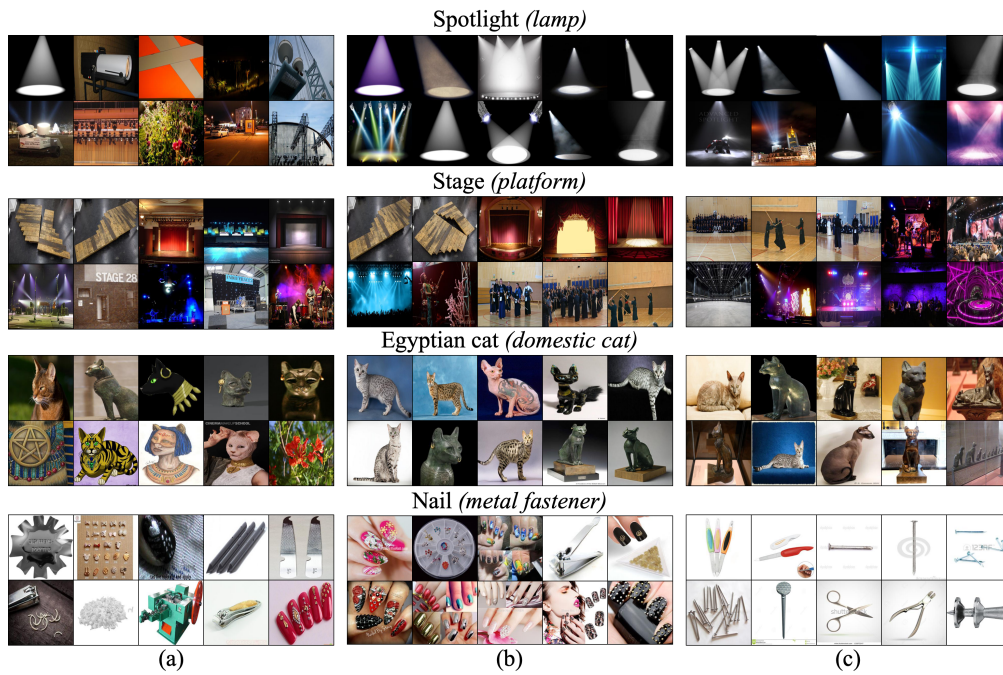 Spotlight (lamp)
Stage (platform)
STAGE 28
Egyptian cat (domestic cat)
Nail (metal fastener)
(a)
(b)
(c)